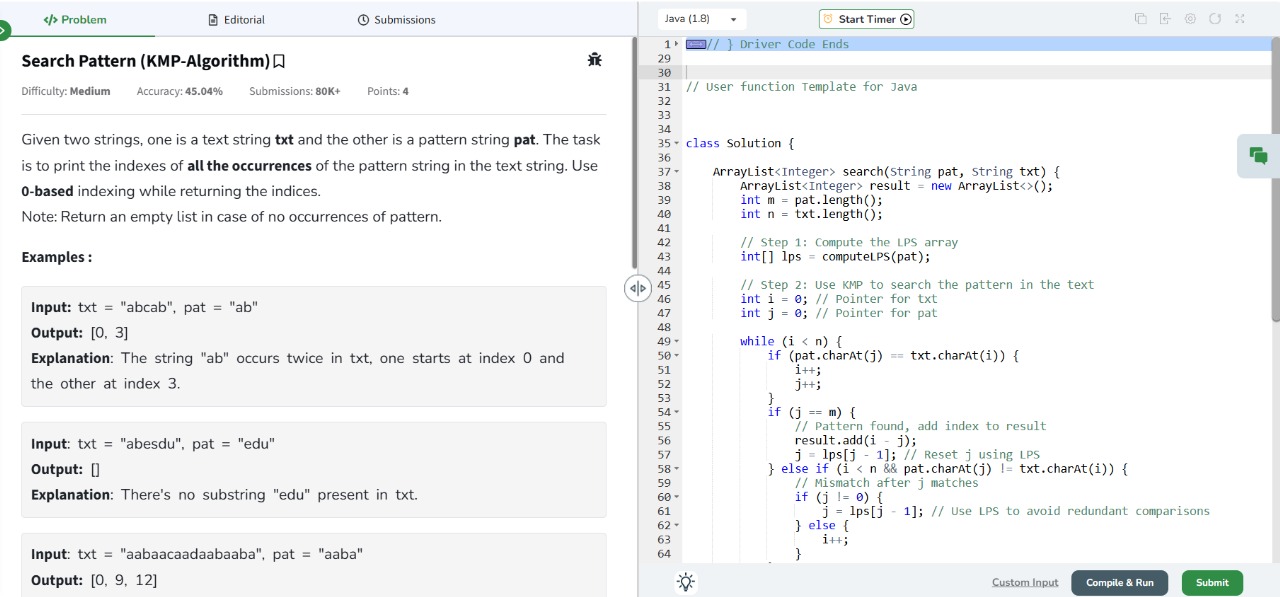 Problem
Editorial
Submissions
Search Pattern (KMP-Algorithm)
Difficulty: Medium Accuracy: 45.04% Submissions: 80K+ Points: 4
Given two strings, one is a text string txt and the other is a pattern string pat. The task
is to print the indexes of all the occurrences of the pattern string in the text string. Use
0-based indexing while returning the indices.
Note: Return an empty list in case of no occurrences of pattern.
Examples :
Input: txt = "abcab", pat = "ab"
Output: [0, 3]
Explanation: The string "ab" occurs twice in txt, one starts at index 0 and
the other at index 3.
Input: txt = "abesdu", pat = "edu"
Output: []
Explanation: There's no substring "edu" present in txt.
Input: txt = "aabaacaadaabaaba", pat = "aaba"
Output: [0, 9, 12]
Java (1.8)
Start Timer
1 // } Driver Code Ends
29
30
31 // User function Template for Java
32
33
34
35 class Solution {
36
37 ArrayList<Integer> search(String pat, String txt) {
38 ArrayList<Integer> result = new ArrayList<>();
39 int m = pat.length();
40 int n = txt.length();
41
42 // Step 1: Compute the LPS array
43 int[] lps = computeLPS(pat);
44
45 // Step 2: Use KMP to search the pattern in the text
46 int i = 0; // Pointer for txt
47 int j = 0; // Pointer for pat
48
49 while (i < n) {
50 if (pat.charAt(j) == txt.charAt(i)) {
51 i++;
52 j++;
53 }
54 if (j == m) {
55 // Pattern found, add index to result
56 result.add(i - j);
57 j = lps[j - 1]; // Reset j using LPS
58 } else if (i < n && pat.charAt(j) != txt.charAt(i)) {
59 // Mismatch after j matches
60 if (j != 0) {
61 j = lps[j - 1]; // Use LPS to avoid redundant comparisons
62 } else {
63 i++;
64 }
Custom Input
Compile & Run
Submit